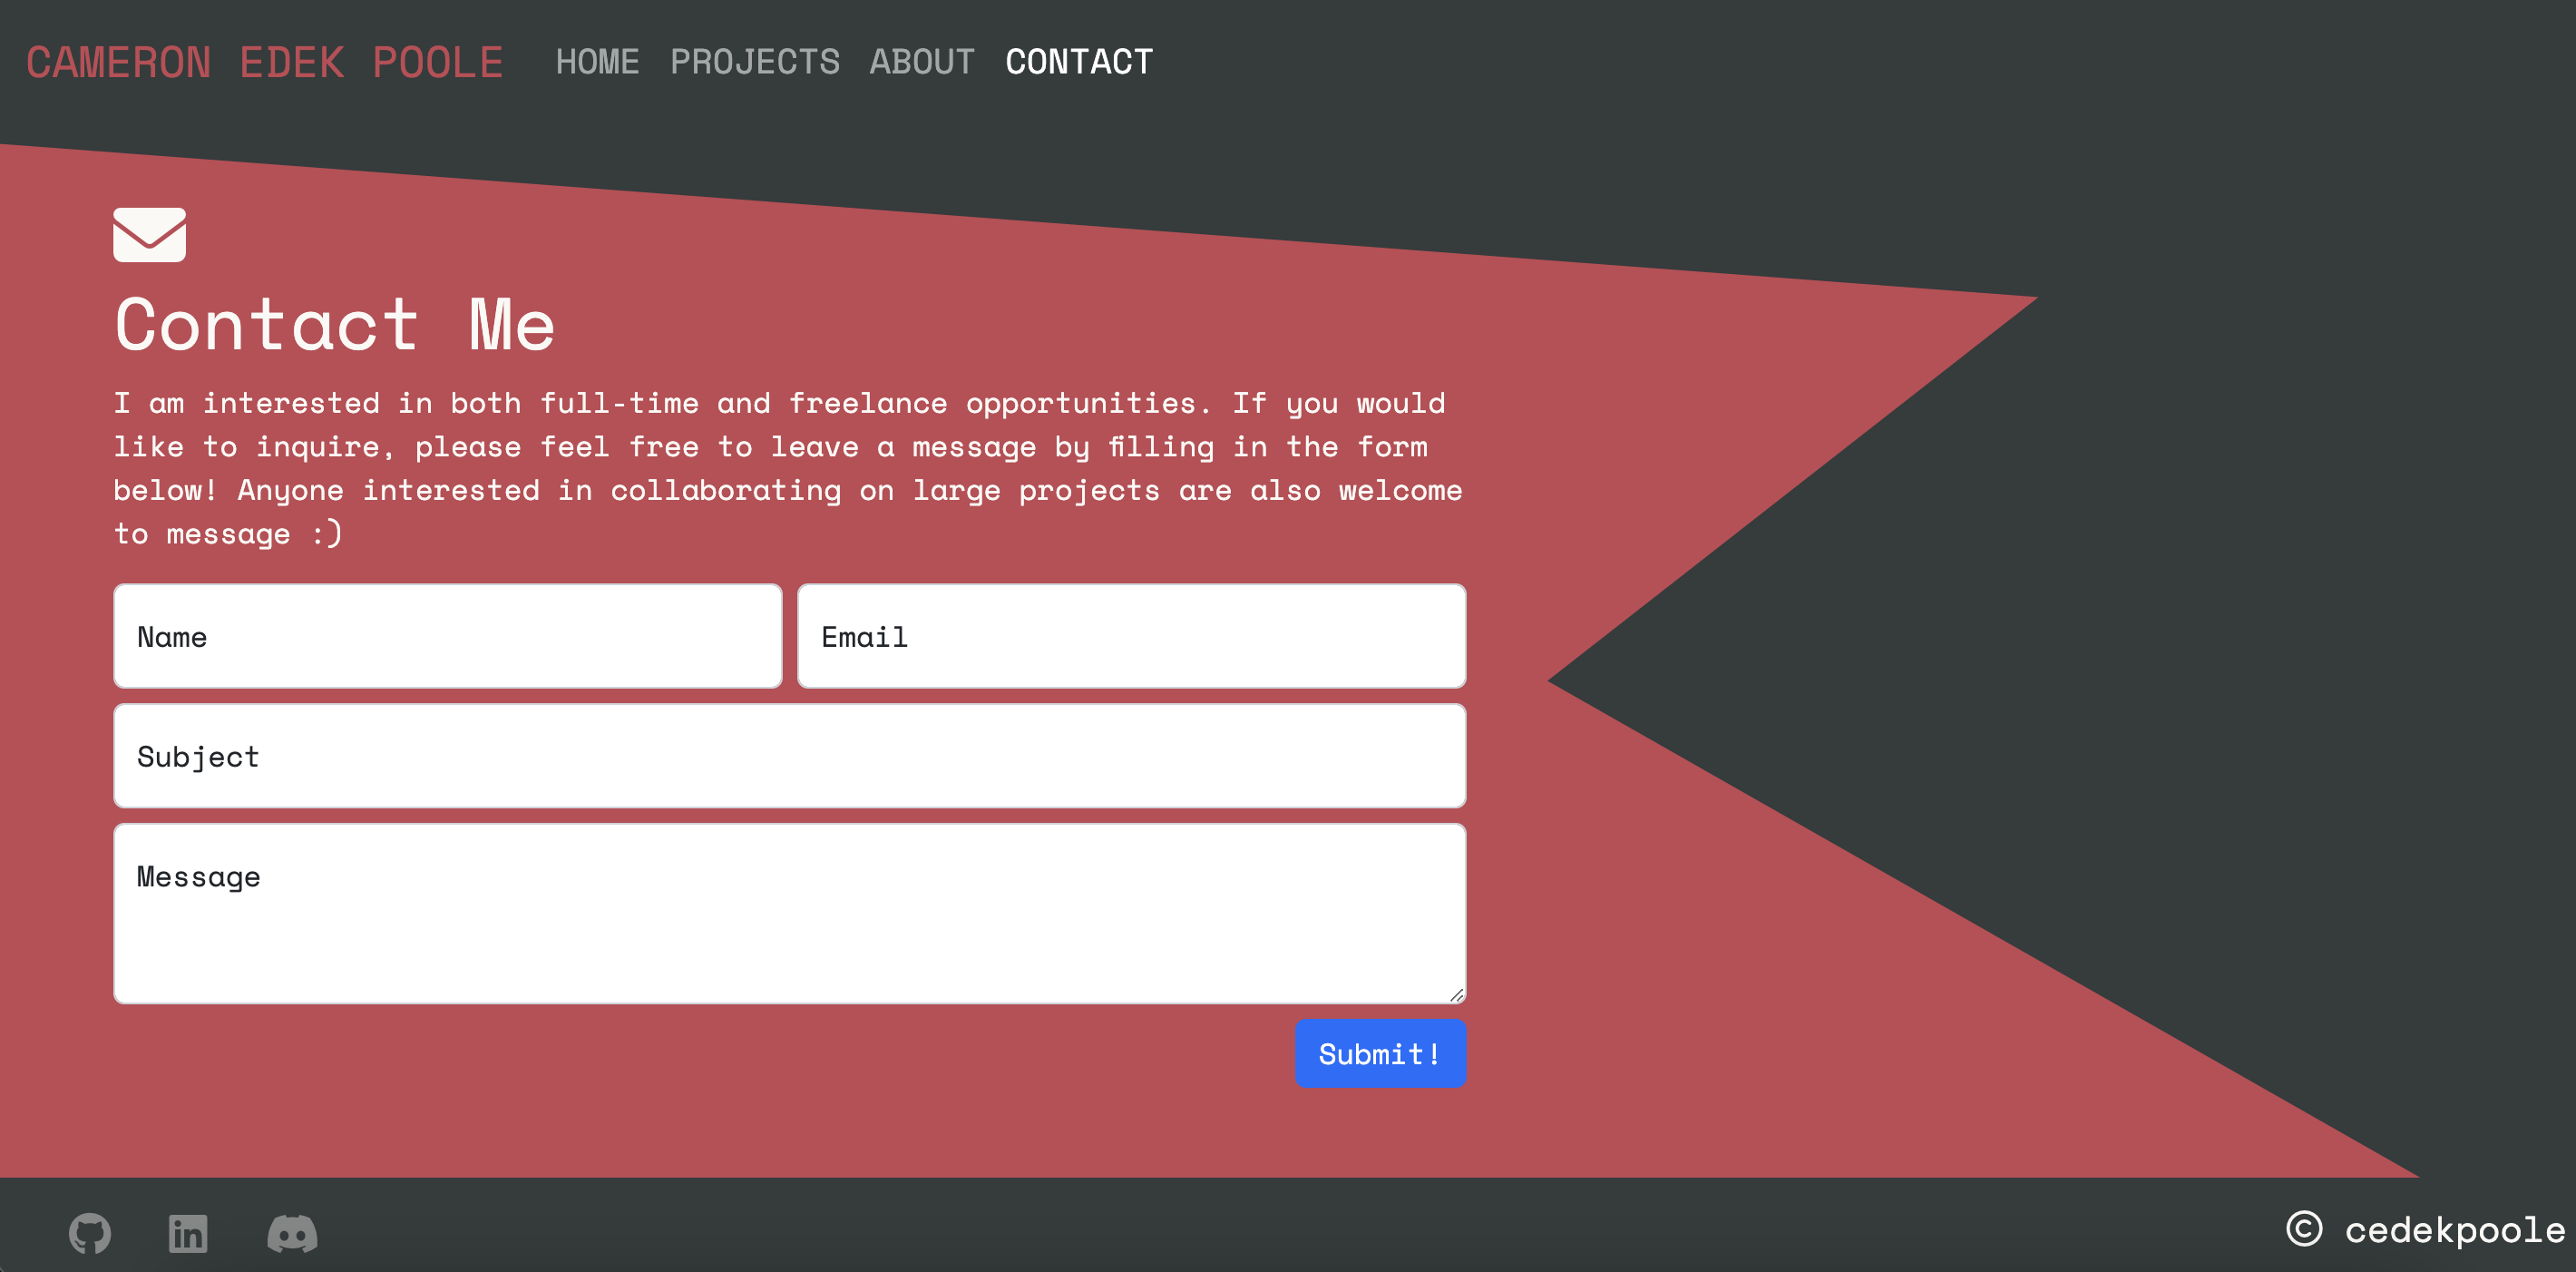 CAMERON EDEK POOLE HOME PROJECTS ABOUT CONTACT
Contact Me
I am interested in both full-time and freelance opportunities. If you would
like to inquire, please feel free to leave a message by filling in the form
below! Anyone interested in collaborating on large projects are also welcome
to message :)
Name Email
Subject
Message
Submit!
in
© cedekpoole